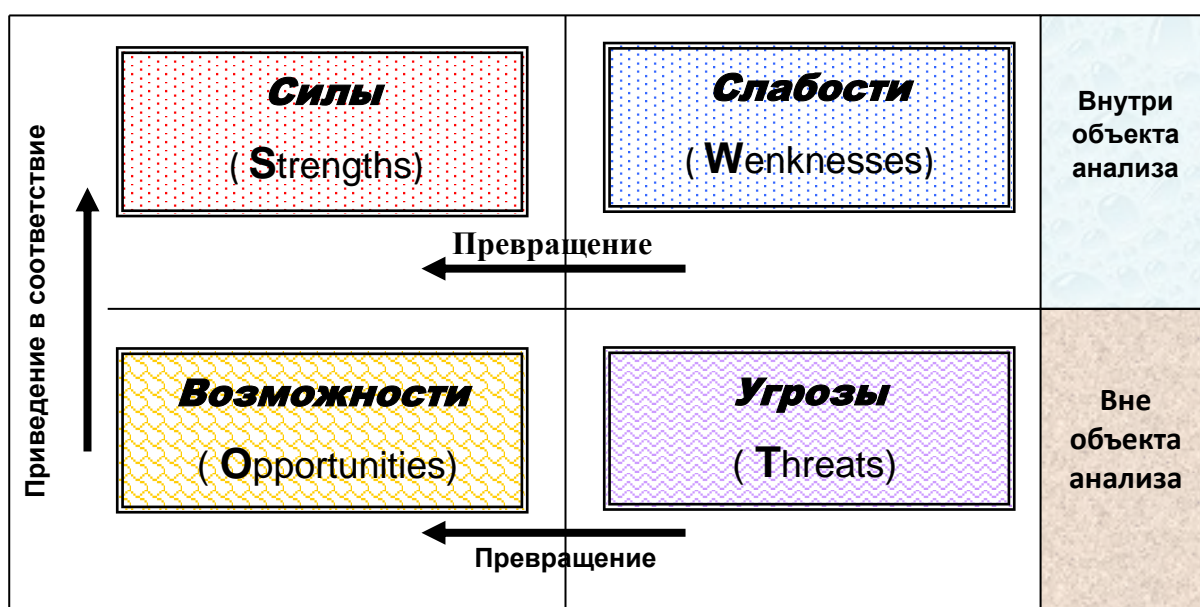 Приведение в соответствие
Силы
( Strengths)
Слабости
( Wenknesses)
Внутри
объекта
анализа
Превращение
Возможности
( Opportunities)
Угрозы
( Threats)
Вне
объекта
анализа
Превращение